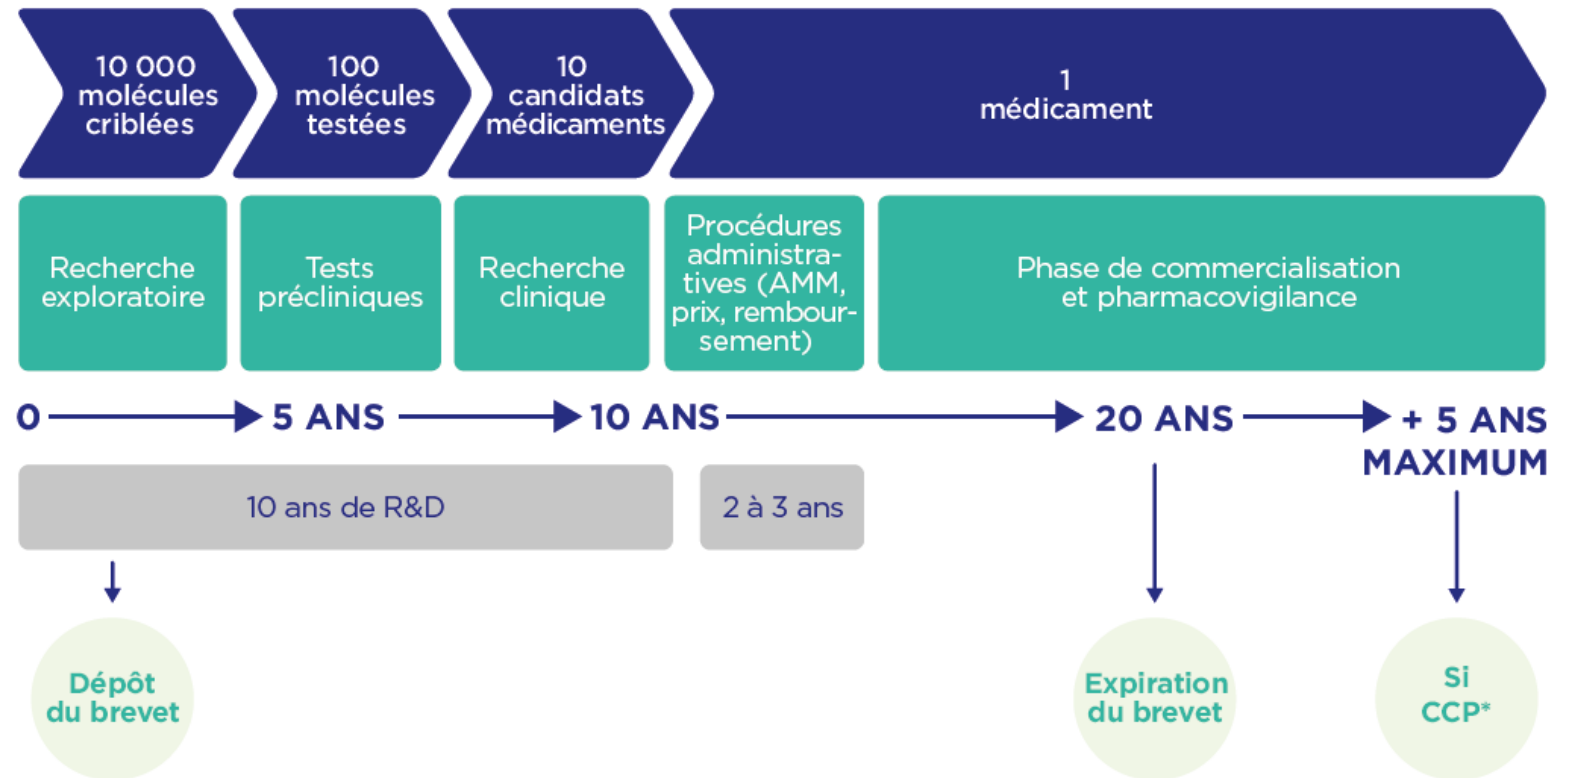 10 000
molécules
criblées
100
molécules
testées
10
candidats
médicaments
1
médicament
Recherche
exploratoire
Tests
précliniques
Recherche
clinique
Procédures
administra-
tives (AMM,
prix, rembour-
sement)
Phase de commercialisation
et pharmacovigilance
0
5 ANS
10 ANS
20 ANS
+ 5 ANS
MAXIMUM
10 ans de R&D
2 à 3 ans
Dépôt
du brevet
Expiration
du brevet
Si
CCP*